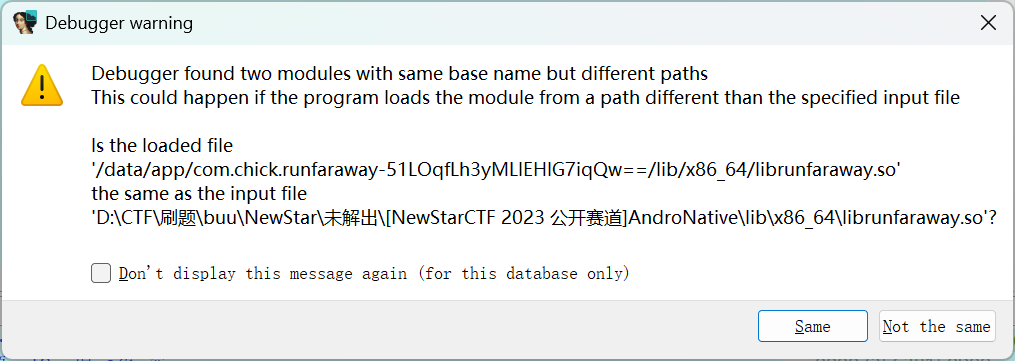 Debugger warning
Debugger found two modules with same base name but different paths
This could happen if the program loads the module from a path different than the specified input file
Is the loaded file
'/data/app/com.chick.runfaraway-51LOqfLh3yMLlEHlG7iqQw==/lib/x86_64/librunfaraway.so'
the same as the input file
'D:\CTF\刷题\buu\NewStar\未解出\[NewStarCTF 2023 公开赛道]AndroNative\lib\x86_64\librunfaraway.so'?
Don't display this message again (for this database only)
Same
Not the same